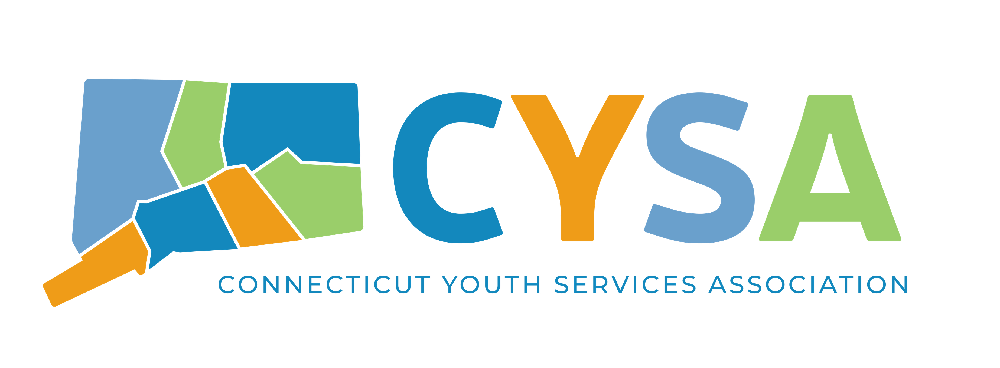 CYSA
CONNECTICUT YOUTH SERVICES ASSOCIATION